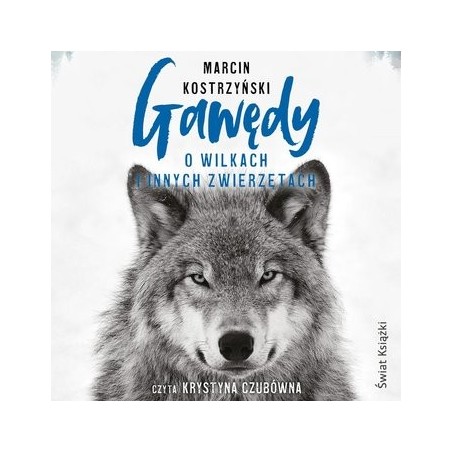 MARCIN
KOSTRZYŃSKI
Gawędy
O WILKACH
I INNYCH ZWIERZĘTACH
CZYTA KRYSTYNA CZUBÓWNA
Świat Książki